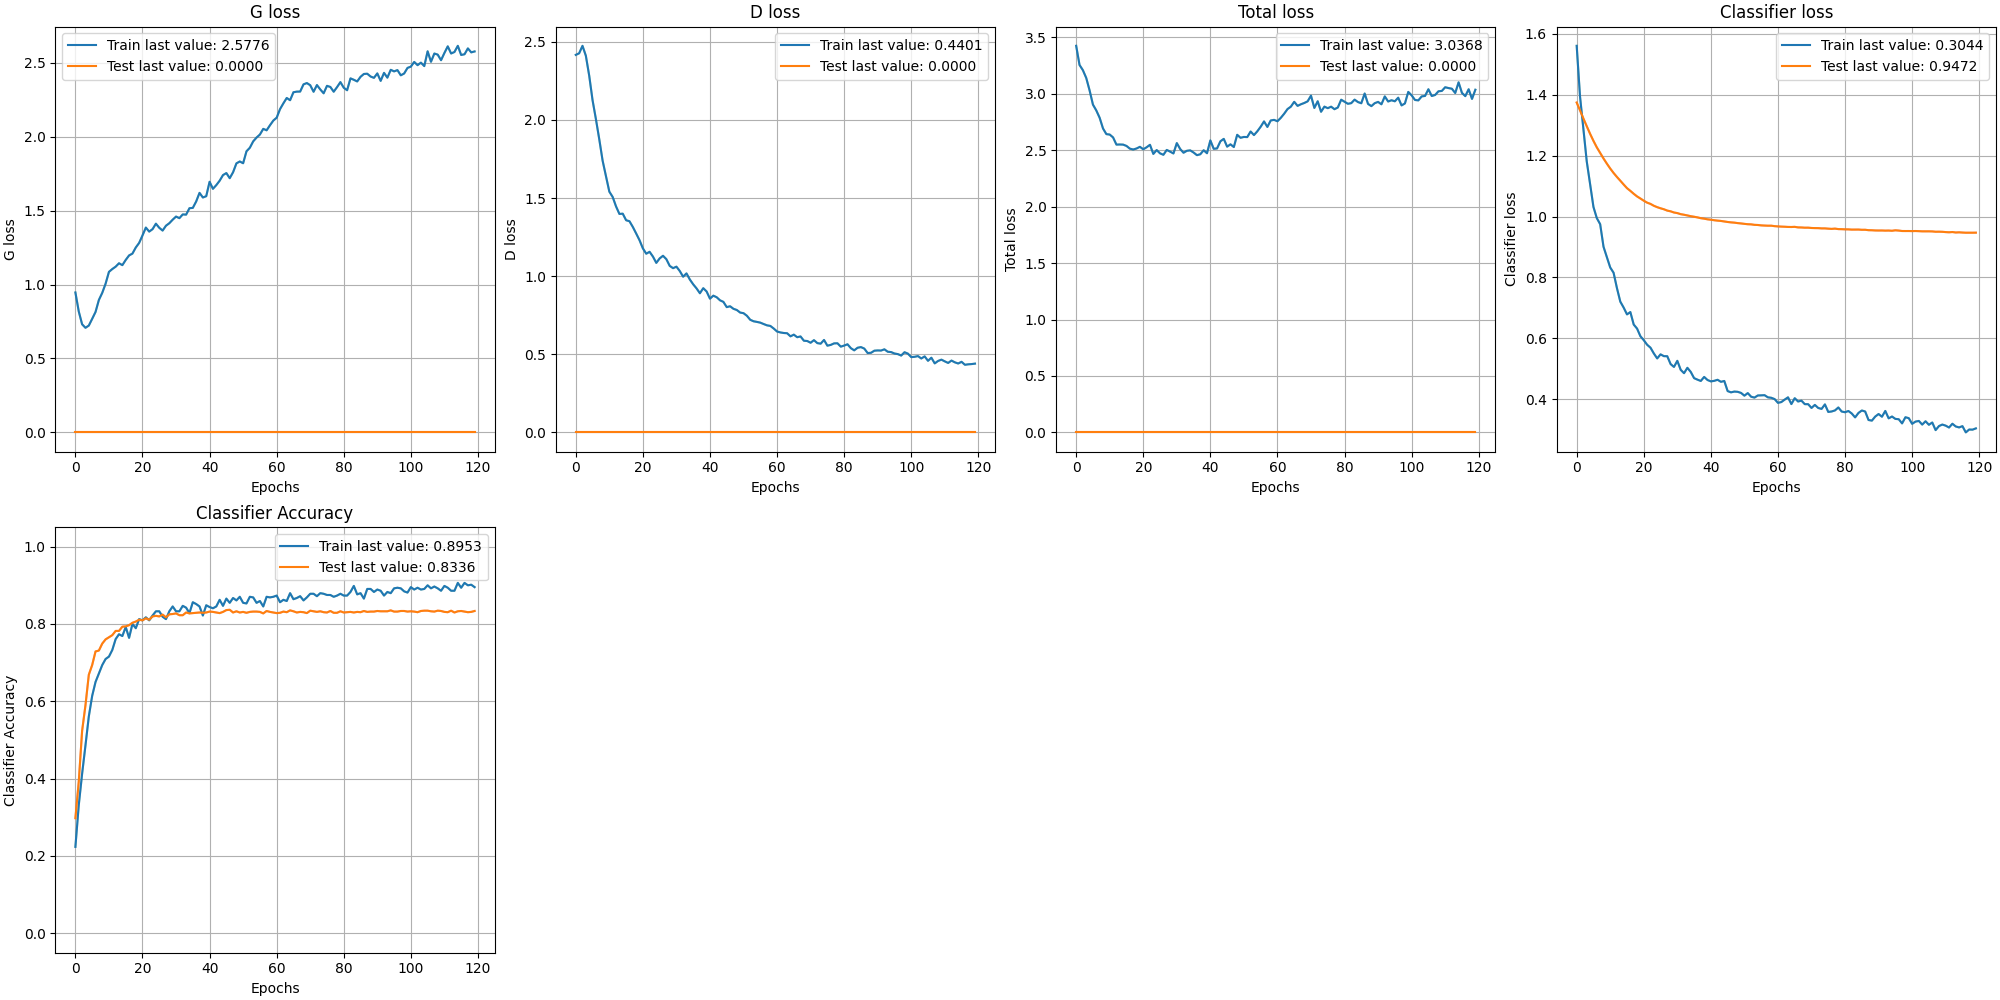 G loss
Train last value: 2.5776
Test last value: 0.0000
2.5
2.0
1.5
1.0
0.5
0.0
G loss
0 20 40 60 80 100 120
Epochs
D loss
Train last value: 0.4401
Test last value: 0.0000
2.5
2.0
1.5
1.0
0.5
0.0
D loss
0 20 40 60 80 100 120
Epochs
Total loss
Train last value: 3.0368
Test last value: 0.0000
3.5
3.0
2.5
2.0
1.5
1.0
0.5
0.0
Total loss
0 20 40 60 80 100 120
Epochs
Classifier loss
Train last value: 0.3044
Test last value: 0.9472
1.6
1.4
1.2
1.0
0.8
0.6
0.4
Classifier loss
0 20 40 60 80 100 120
Epochs
Classifier Accuracy
Train last value: 0.8953
Test last value: 0.8336
1.0
0.8
0.6
0.4
0.2
0.0
Classifier Accuracy
0 20 40 60 80 100 120
Epochs